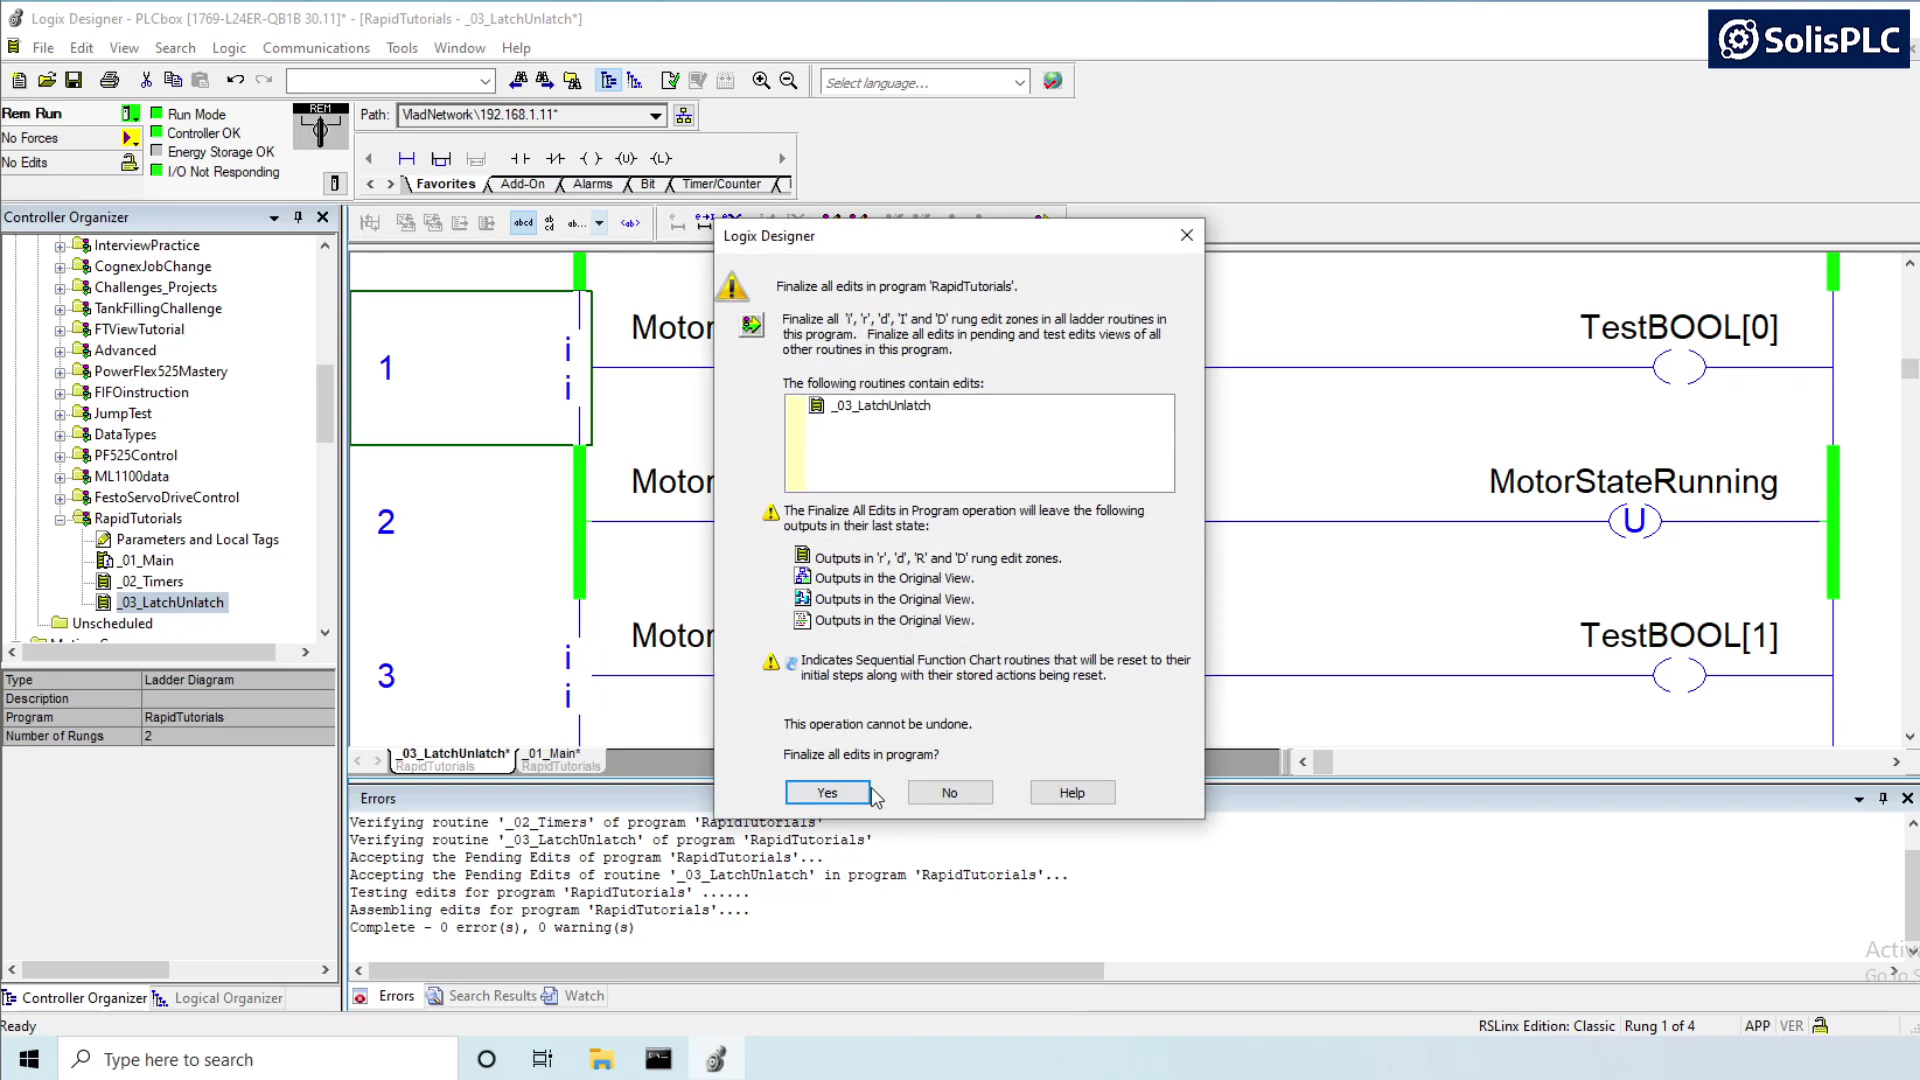 Logix Designer - PLCbox [1769-L24ER-QB1B 30.11]* - [RapidTutorials - _03_LatchUnlatch*]
SolisPLC
File Edit View Search Logic Communications Tools Window Help
Select language...
Rem Run
No Forces
No Edits
Run Mode
Controller OK
Energy Storage OK
I/O Not Responding
REM
Path: VladNetwork\192.168.1.11*
Favorites Add-On Alarms Bit Timer/Counter
Controller Organizer
InterviewPractice
CognexJobChange
Challenges_Projects
TankFillingChallenge
FTViewTutorial
Advanced
PowerFlex525Mastery
FIFOinstruction
JumpTest
DataTypes
PF525Control
ML1100data
FestoServoDriveControl
RapidTutorials
Parameters and Local Tags
_01_Main
_02_Timers
_03_LatchUnlatch
Unscheduled
Type Ladder Diagram
Description
Program RapidTutorials
Number of Rungs 2
Controller Organizer Logical Organizer
1 i i Motor TestBOOL[0]
2 Motor MotorStateRunning
U
3 i i Motor TestBOOL[1]
Logix Designer
Finalize all edits in program 'RapidTutorials'.
Finalize all 'i', 'r', 'd', 'I' and 'D' rung edit zones in all ladder routines in
this program. Finalize all edits in pending and test edits views of all
other routines in this program.
The following routines contain edits:
_03_LatchUnlatch
The Finalize All Edits in Program operation will leave the following
outputs in their last state:
Outputs in 'r', 'd', 'R' and 'D' rung edit zones.
Outputs in the Original View.
Outputs in the Original View.
Outputs in the Original View.
Indicates Sequential Function Chart routines that will be reset to their
initial steps along with their stored actions being reset.
This operation cannot be undone.
Finalize all edits in program?
Yes No Help
_03_LatchUnlatch* _01_Main*
RapidTutorials RapidTutorials
Errors
Verifying routine '_02_Timers' of program 'RapidTutorials'
Verifying routine '_03_LatchUnlatch' of program 'RapidTutorials'
Accepting the Pending Edits of program 'RapidTutorials'...
Accepting the Pending Edits of routine '_03_LatchUnlatch' in program 'RapidTutorials'...
Testing edits for program 'RapidTutorials' ......
Assembling edits for program 'RapidTutorials'....
Complete - 0 error(s), 0 warning(s)
Errors Search Results Watch
Ready
RSLinx Edition: Classic Rung 1 of 4 APP VER
Type here to search